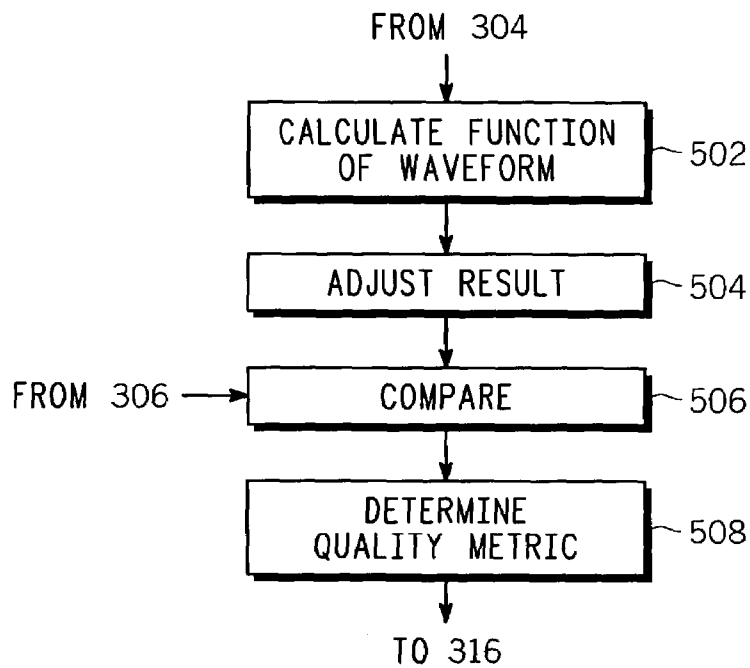 FROM 304
CALCULATE FUNCTION
OF WAVEFORM
502
ADJUST RESULT
504
FROM 306
COMPARE
506
DETERMINE
QUALITY METRIC
508
TO 316